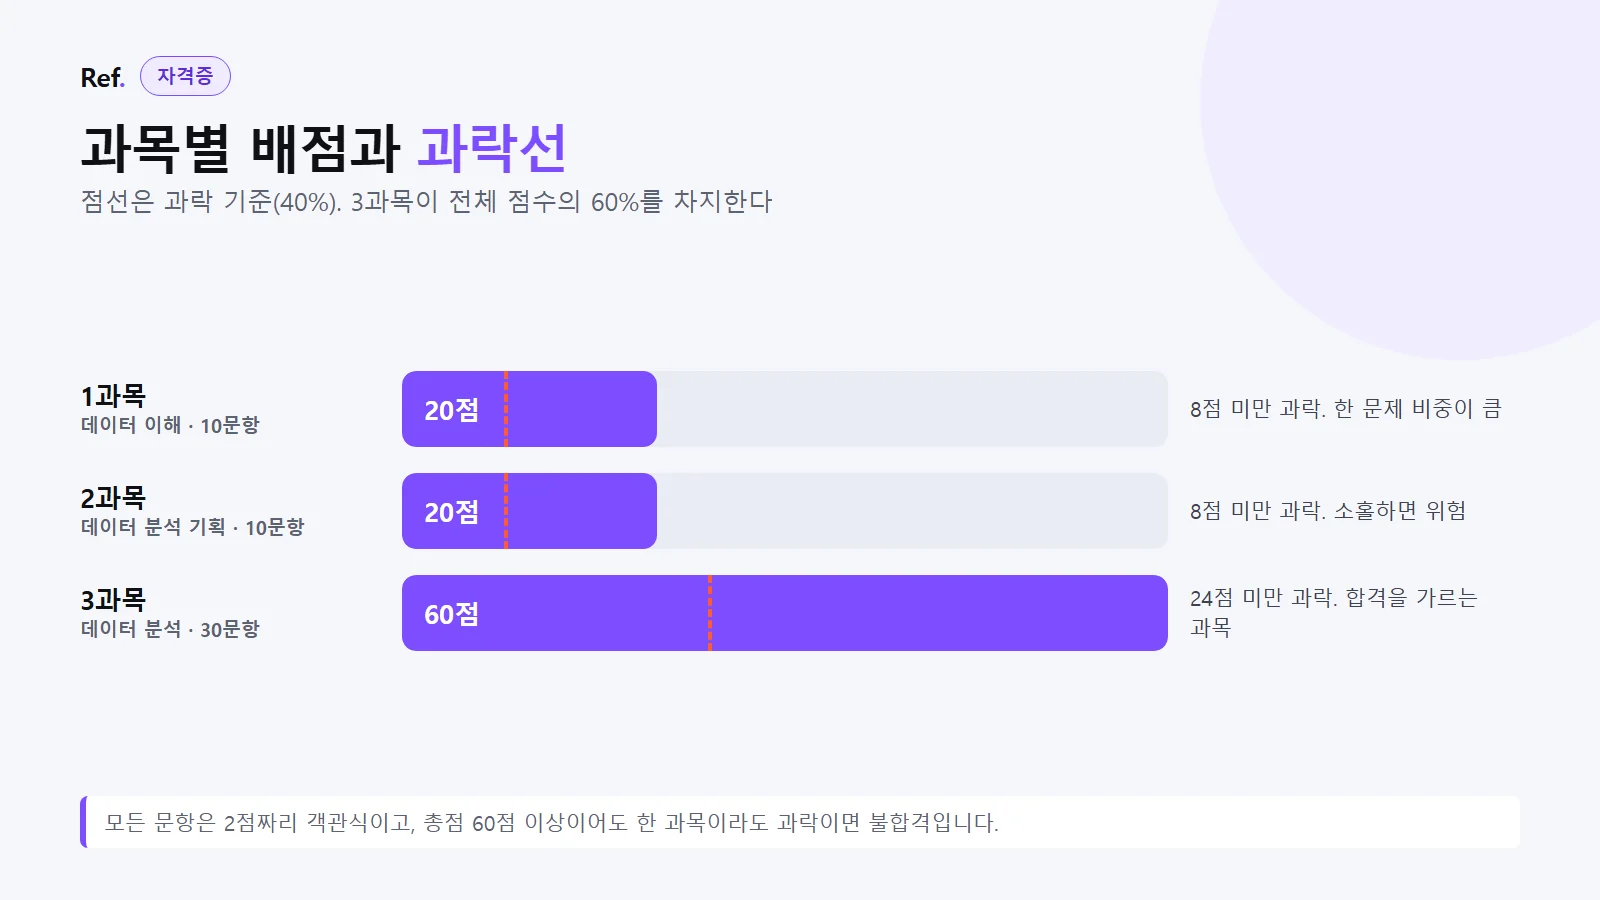 Ref. 자격증
과목별 배점과 과락선
점선은 과락 기준(40%). 3과목이 전체 점수의 60%를 차지한다
1과목
데이터 이해 · 10문항
20점
8점 미만 과락. 한 문제 비중이 큼
2과목
데이터 분석 기획 · 10문항
20점
8점 미만 과락. 소홀하면 위험
3과목
데이터 분석 · 30문항
60점
24점 미만 과락. 합격을 가르는
과목
모든 문항은 2점짜리 객관식이고, 총점 60점 이상이어도 한 과목이라도 과락이면 불합격입니다.